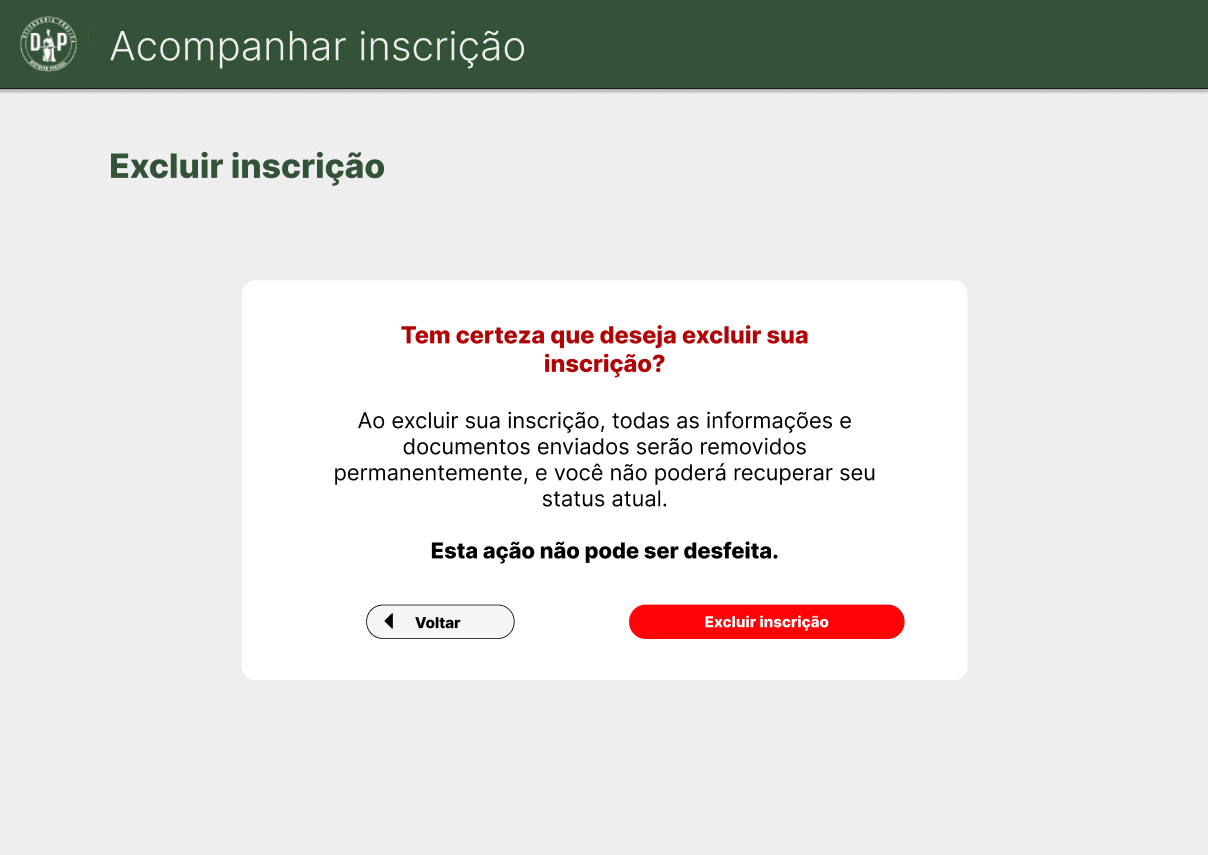 DP
Acompanhar inscrição
Excluir inscrição
Tem certeza que deseja excluir sua
inscrição?
Ao excluir sua inscrição, todas as informações e
documentos enviados serão removidos
permanentemente, e você não poderá recuperar seu
status atual.
Esta ação não pode ser desfeita.
Voltar
Excluir inscrição